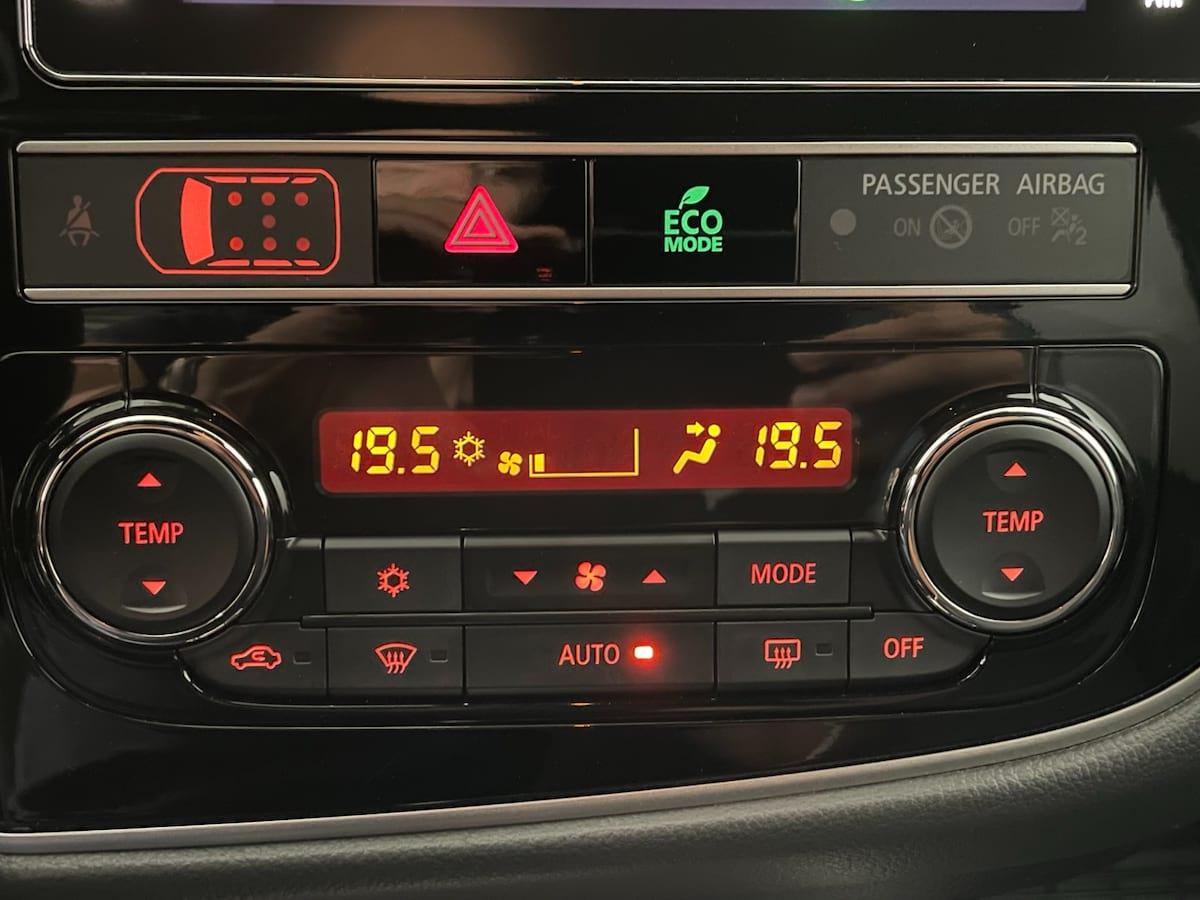 PASSENGER AIRBAG
ECO
MODE
ON OFF 2
19.5 19.5
TEMP
TEMP
MODE
AUTO
OFF